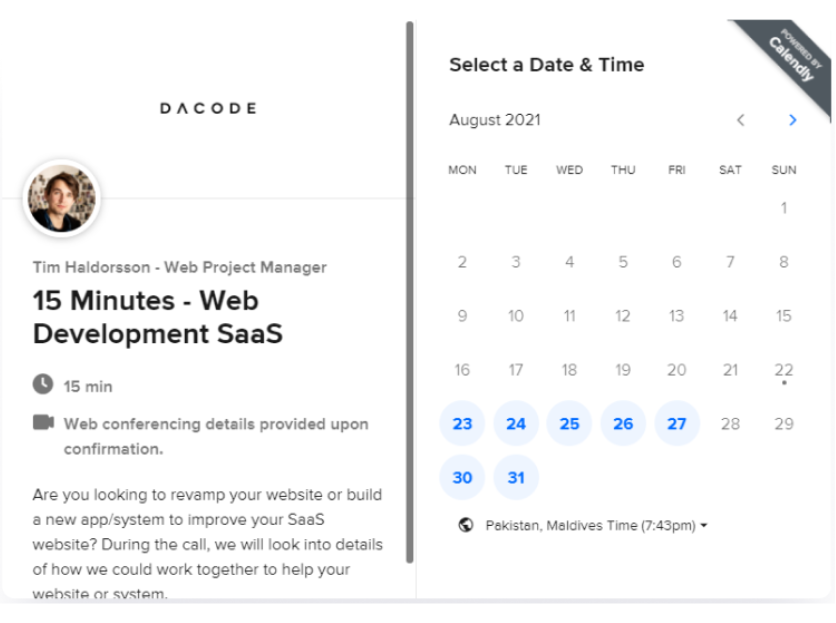 DACODE
Tim Haldorsson - Web Project Manager
15 Minutes - Web
Development SaaS
15 min
Web conferencing details provided upon
confirmation.
Are you looking to revamp your website or build
a new app/system to improve your SaaS
website? During the call, we will look into details
of how we could work together to help your
website or system.
POWERED BY
Calendly
Select a Date & Time
August 2021
MON TUE WED THU FRI SAT SUN
1
2 3 4 5 6 7 8
9 10 11 12 13 14 15
16 17 18 19 20 21 22
23 24 25 26 27 28 29
30 31
Pakistan, Maldives Time (7:43pm)